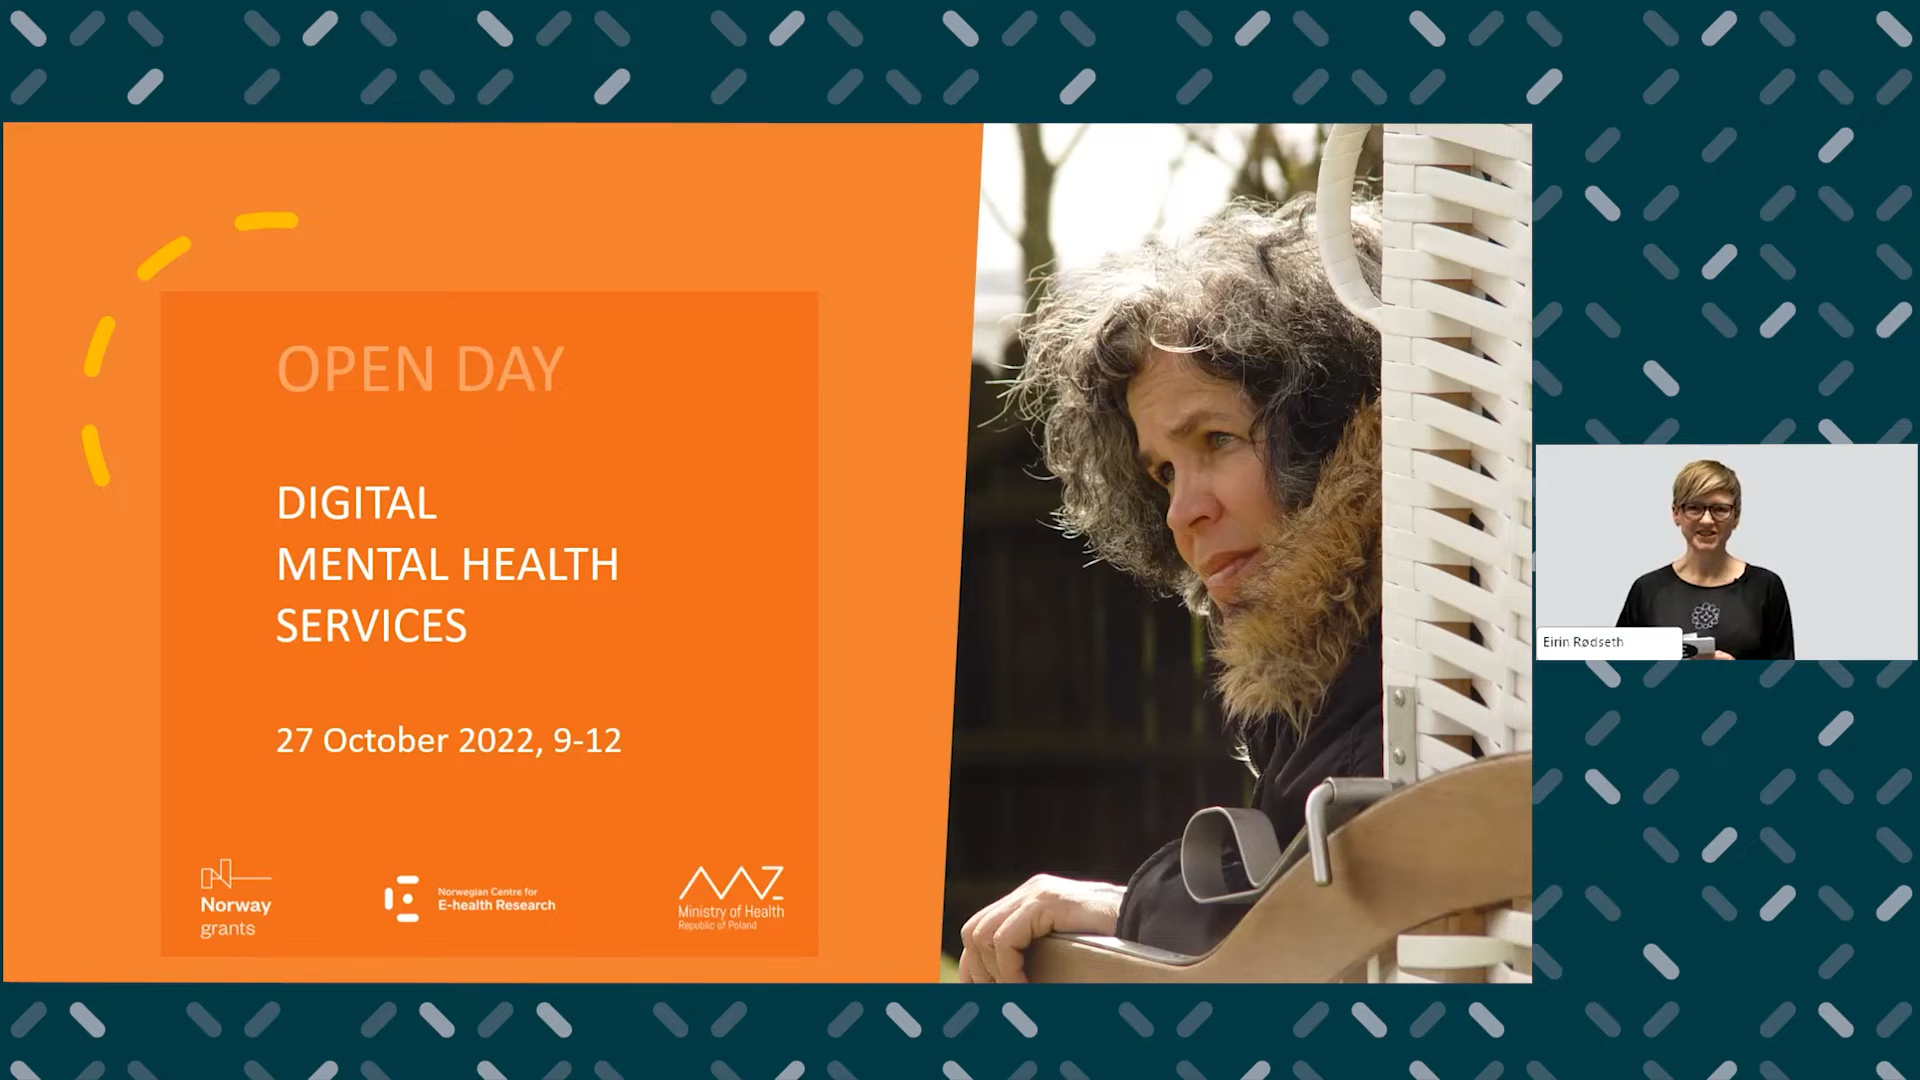 OPEN DAY
DIGITAL
MENTAL HEALTH
SERVICES
27 October 2022, 9-12
Norway
grants
Norwegian Centre for
E-health Research
Ministry of Health
Republic of Poland
Eirin Rødseth